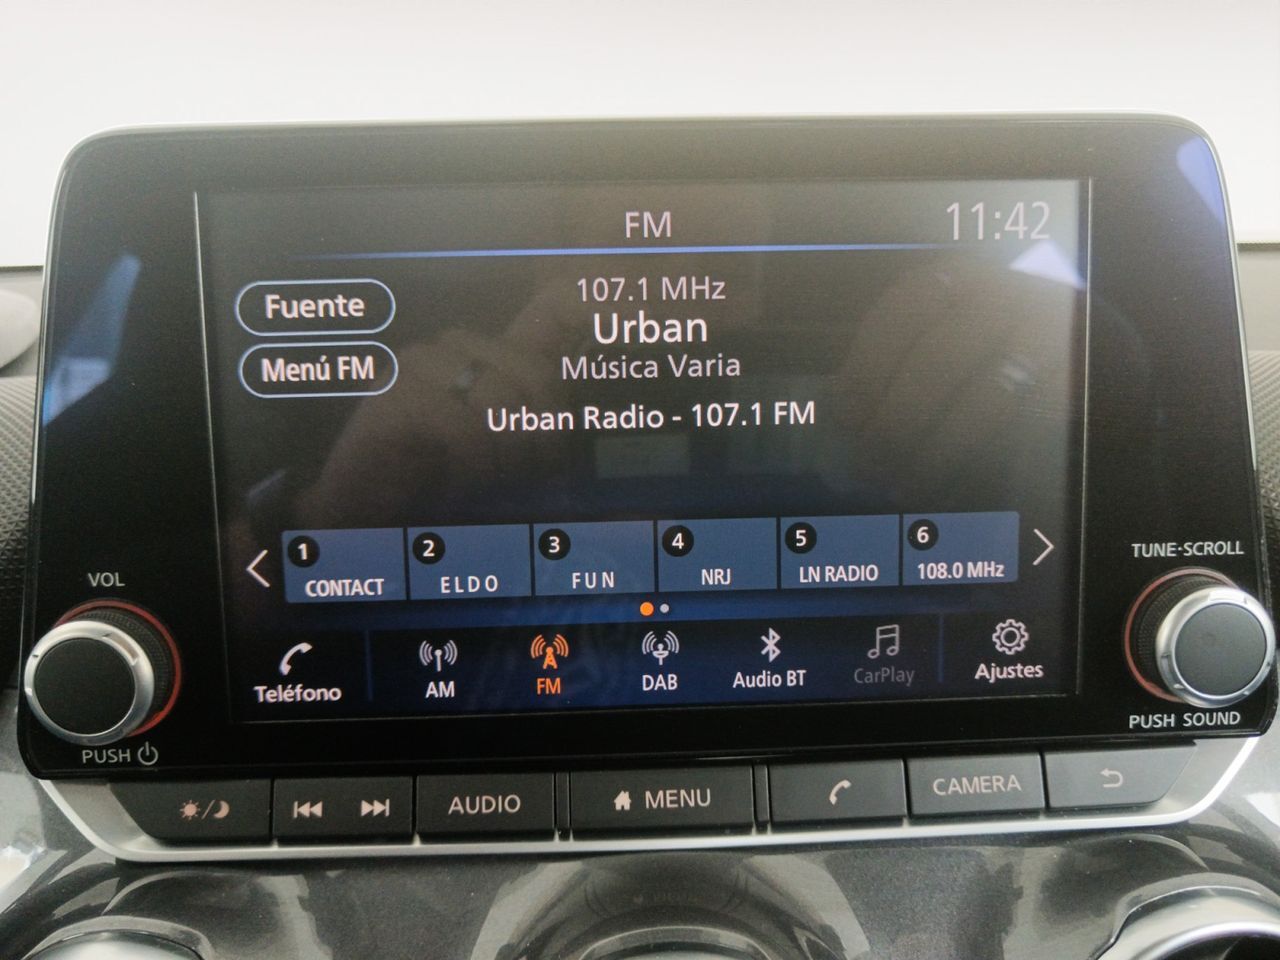 FM
11:42
Fuente
Menú FM
107.1 MHz
Urban
Música Varia
Urban Radio - 107.1 FM
1
CONTACT
2
ELDO
3
FUN
4
NRJ
5
LN RADIO
6
108.0 MHz
Teléfono
AM
FM
DAB
Audio BT
CarPlay
Ajustes
VOL
PUSH
TUNE·SCROLL
PUSH SOUND
AUDIO
MENU
CAMERA